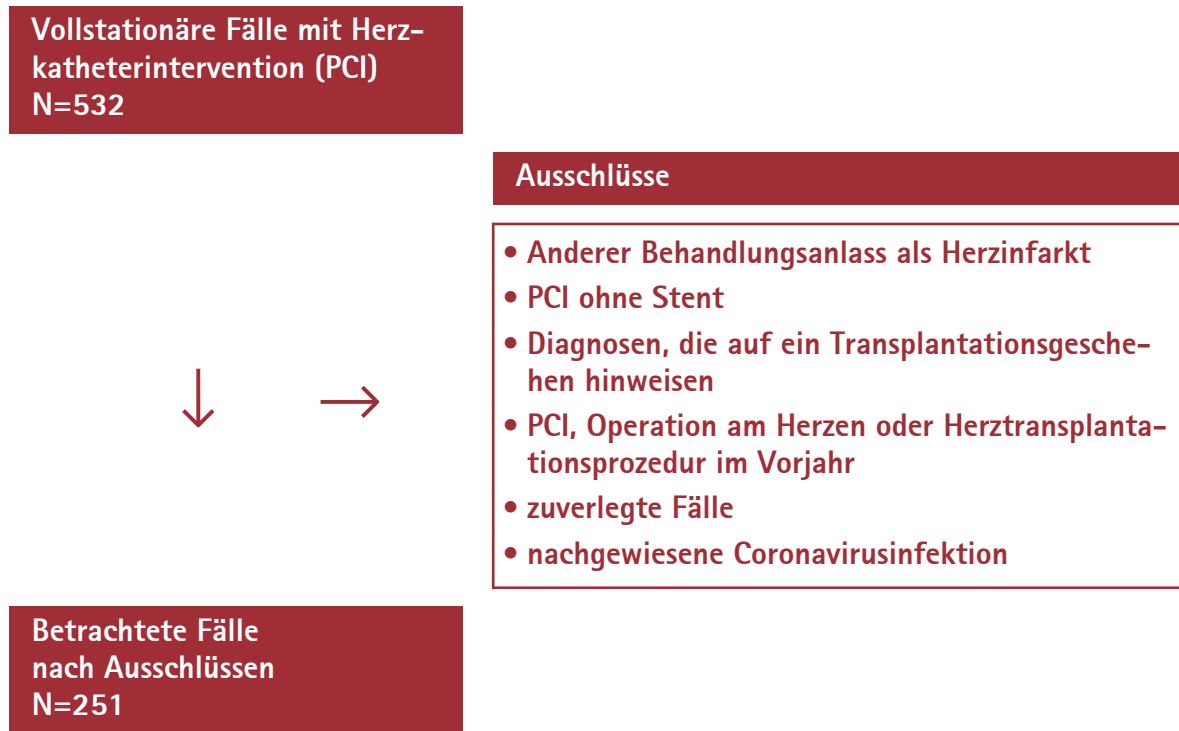 Vollstationäre Fälle mit Herz-
katheterintervention (PCI)
N=532
Ausschlüsse
• Anderer Behandlungsanlass als Herzinfarkt
• PCI ohne Stent
• Diagnosen, die auf ein Transplantationsgesche-
hen hinweisen
• PCI, Operation am Herzen oder Herztransplanta-
tionsprozedur im Vorjahr
• zuverlegte Fälle
• nachgewiesene Coronavirusinfektion
Betrachtete Fälle
nach Ausschlüssen
N=251